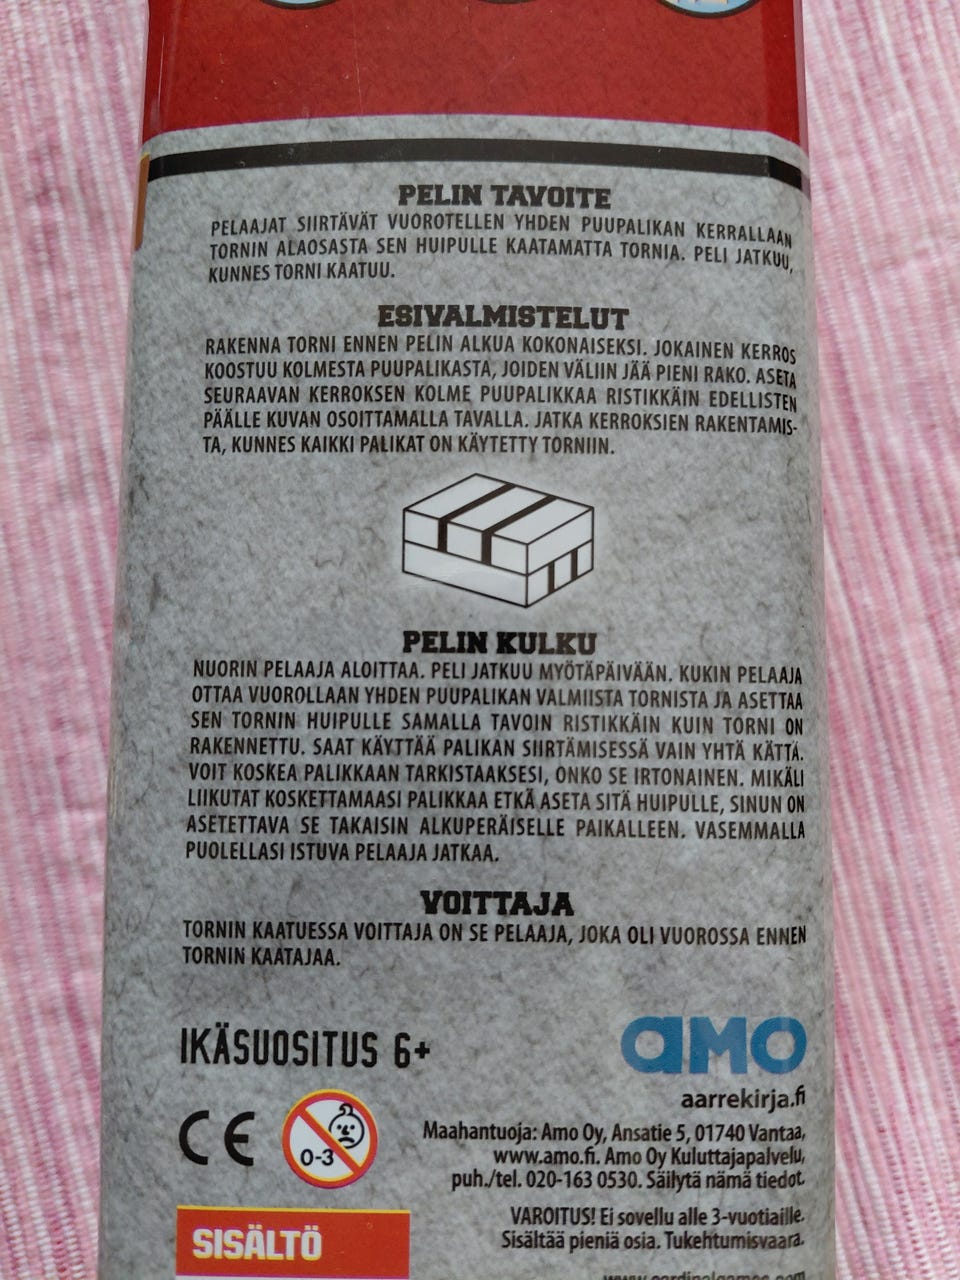 PELIN TAVOITE
PELAAJAT SIIRTÄVÄT VUOROTELLEN YHDEN PUUPALIKAN KERRALLAAN
TORNIN ALAOSASTA SEN HUIPULLE KAATAMATTA TORNIA. PELI JATKUU,
KUNNES TORNI KAATUU.
ESIVALMISTELUT
RAKENNA TORNI ENNEN PELIN ALKUA KOKONAISEKSI. JOKAINEN KERROS
KOOSTUU KOLMESTA PUUPALIKASTA, JOIDEN VÄLIIN JÄÄ PIENI RAKO. ASETA
SEURAAVAN KERROKSEN KOLME PUUPALIKKAA RISTIKKÄIN EDELLISTEN
PÄÄLLE KUVAN OSOITTAMALLA TAVALLA. JATKA KERROKSIEN RAKENTAMIS-
TA, KUNNES KAIKKI PALIKAT ON KÄYTETTY TORNIIN.
PELIN KULKU
NUORIN PELAAJA ALOITTAA. PELI JATKUU MYÖTÄPÄIVÄÄN. KUKIN PELAAJA
OTTAA VUOROLLAAN YHDEN PUUPALIKAN VALMIISTA TORNISTA JA ASETTAA
SEN TORNIN HUIPULLE SAMALLA TAVOIN RISTIKKÄIN KUIN TORNI ON
RAKENNETTU. SAAT KÄYTTÄÄ PALIKAN SIIRTÄMISESSÄ VAIN YHTÄ KÄTTÄ.
VOIT KOSKEA PALIKKAAN TARKISTAAKSESI, ONKO SE IRTONAINEN. MIKÄLI
LIIKUTAT KOSKETTAMAASI PALIKKAA ETKÄ ASETA SITÄ HUIPULLE, SINUN ON
ASETETTAVA SE TAKAISIN ALKUPERÄISELLE PAIKALLEEN. VASEMMALLA
PUOLELLASI ISTUVA PELAAJA JATKAA.
VOITTAJA
TORNIN KAATUESSA VOITTAJA ON SE PELAAJA, JOKA OLI VUOROSSA ENNEN
TORNIN KAATAJAA.
IKÄSUOSITUS 6+
AMO
aarrekirja.fi
CE
0-3
Maahantuoja: Amo Oy, Ansatie 5, 01740 Vantaa,
www.amo.fi. Amo Oy Kuluttajapalvelu,
puh./tel. 020-163 0530. Säilytä nämä tiedot.
VAROITUS! Ei sovellu alle 3-vuotiaille.
Sisältää pieniä osia. Tukehtumisvaara.
SISÄLTÖ
www.cardinalgames.com